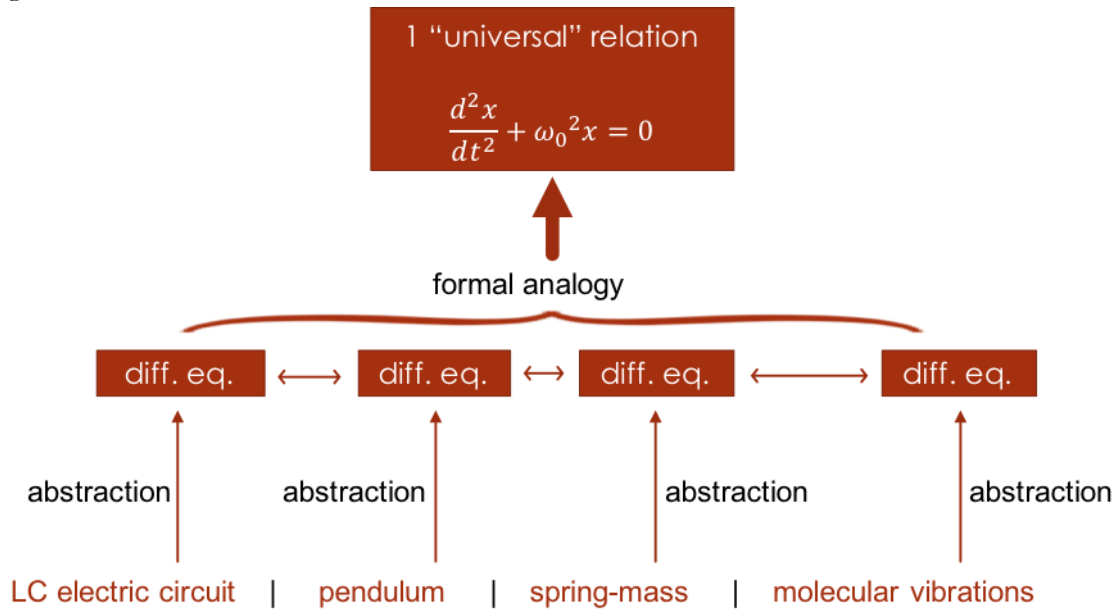 1 “universal” relation
d²x/dt² + ω₀²x = 0
formal analogy
diff. eq. diff. eq. diff. eq. diff. eq.
abstraction abstraction abstraction abstraction
LC electric circuit | pendulum | spring-mass | molecular vibrations